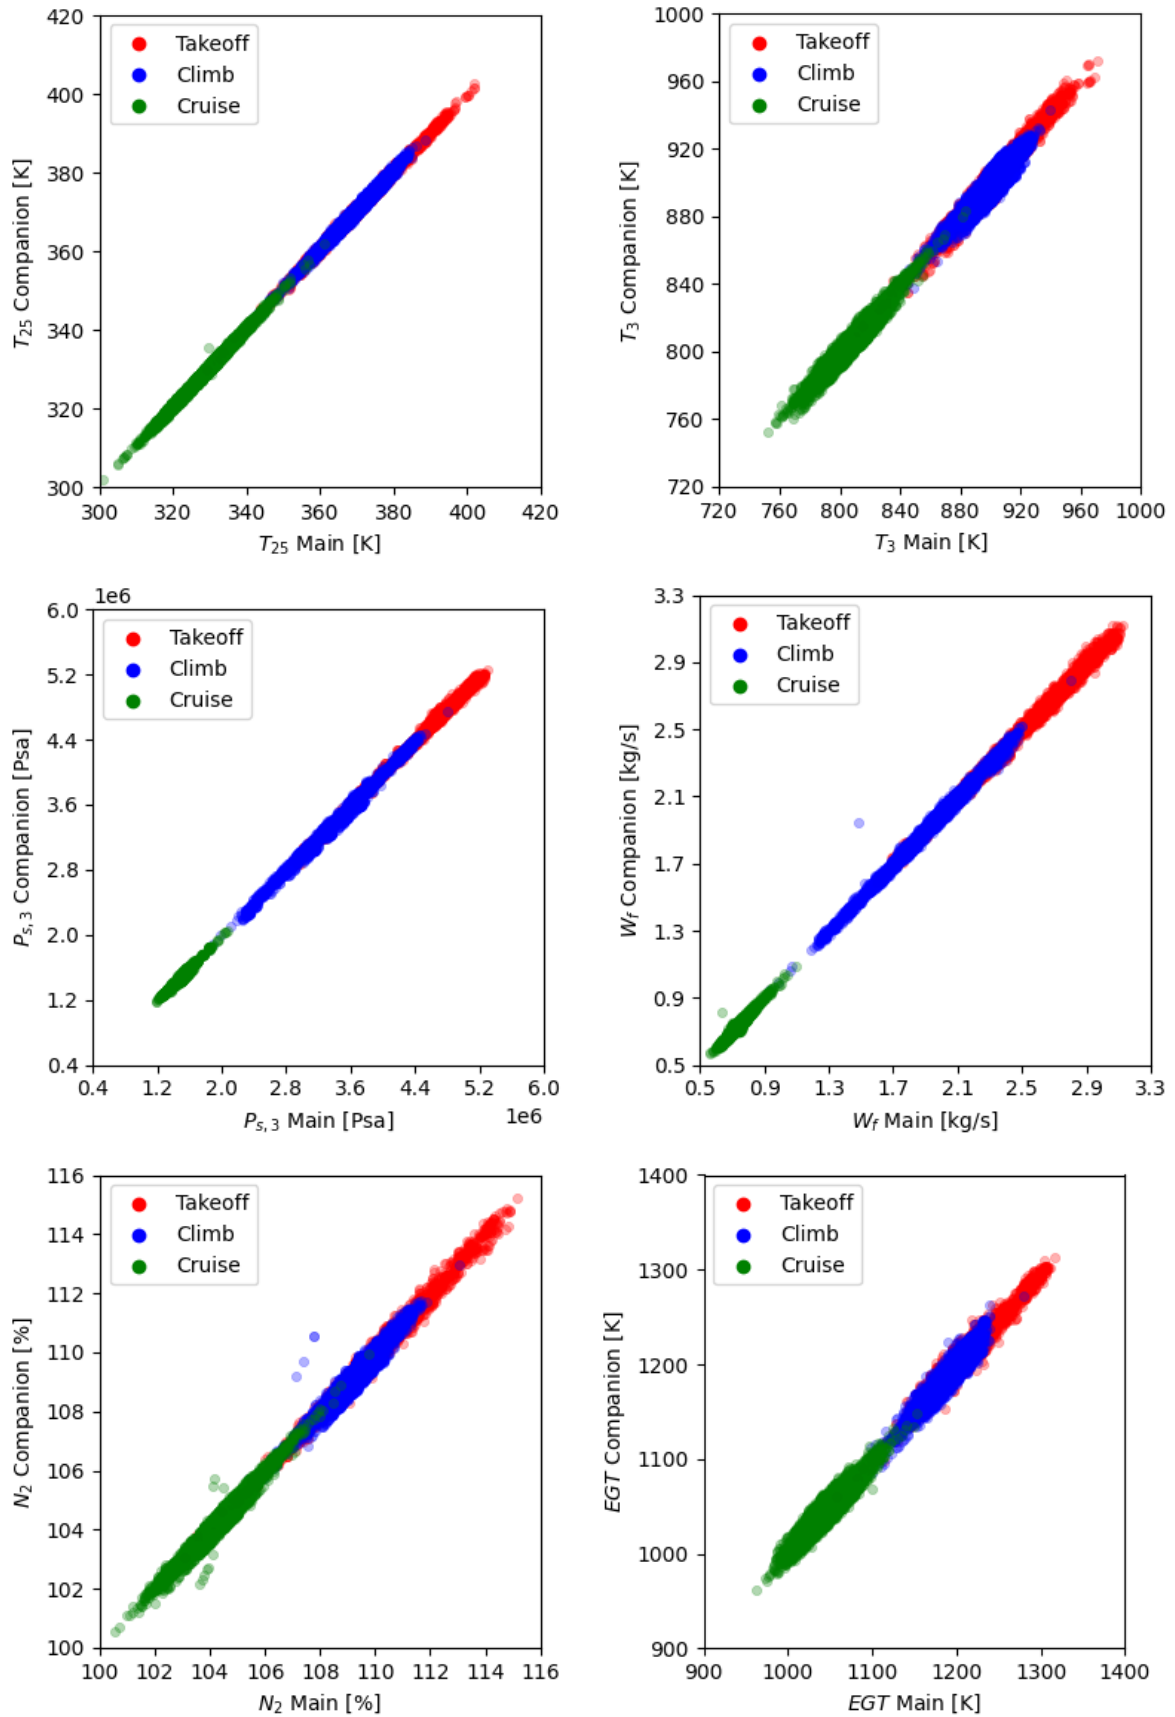 420
400
380
360
340
320
300
T25 Companion [K]
Takeoff
Climb
Cruise
300 320 340 360 380 400 420
T25 Main [K]
1000
960
920
880
840
800
760
720
T3 Companion [K]
Takeoff
Climb
Cruise
720 760 800 840 880 920 960 1000
T3 Main [K]
1e6
6.0
5.2
4.4
3.6
2.8
2.0
1.2
0.4
Ps,3 Companion [Psa]
Takeoff
Climb
Cruise
0.4 1.2 2.0 2.8 3.6 4.4 5.2 6.0
Ps,3 Main [Psa]
1e6
3.3
2.9
2.5
2.1
1.7
1.3
0.9
0.5
Wf Companion [kg/s]
Takeoff
Climb
Cruise
0.5 0.9 1.3 1.7 2.1 2.5 2.9 3.3
Wf Main [kg/s]
116
114
112
110
108
106
104
102
100
N2 Companion [%]
Takeoff
Climb
Cruise
100 102 104 106 108 110 112 114 116
N2 Main [%]
1400
1300
1200
1100
1000
900
EGT Companion [K]
Takeoff
Climb
Cruise
900 1000 1100 1200 1300 1400
EGT Main [K]